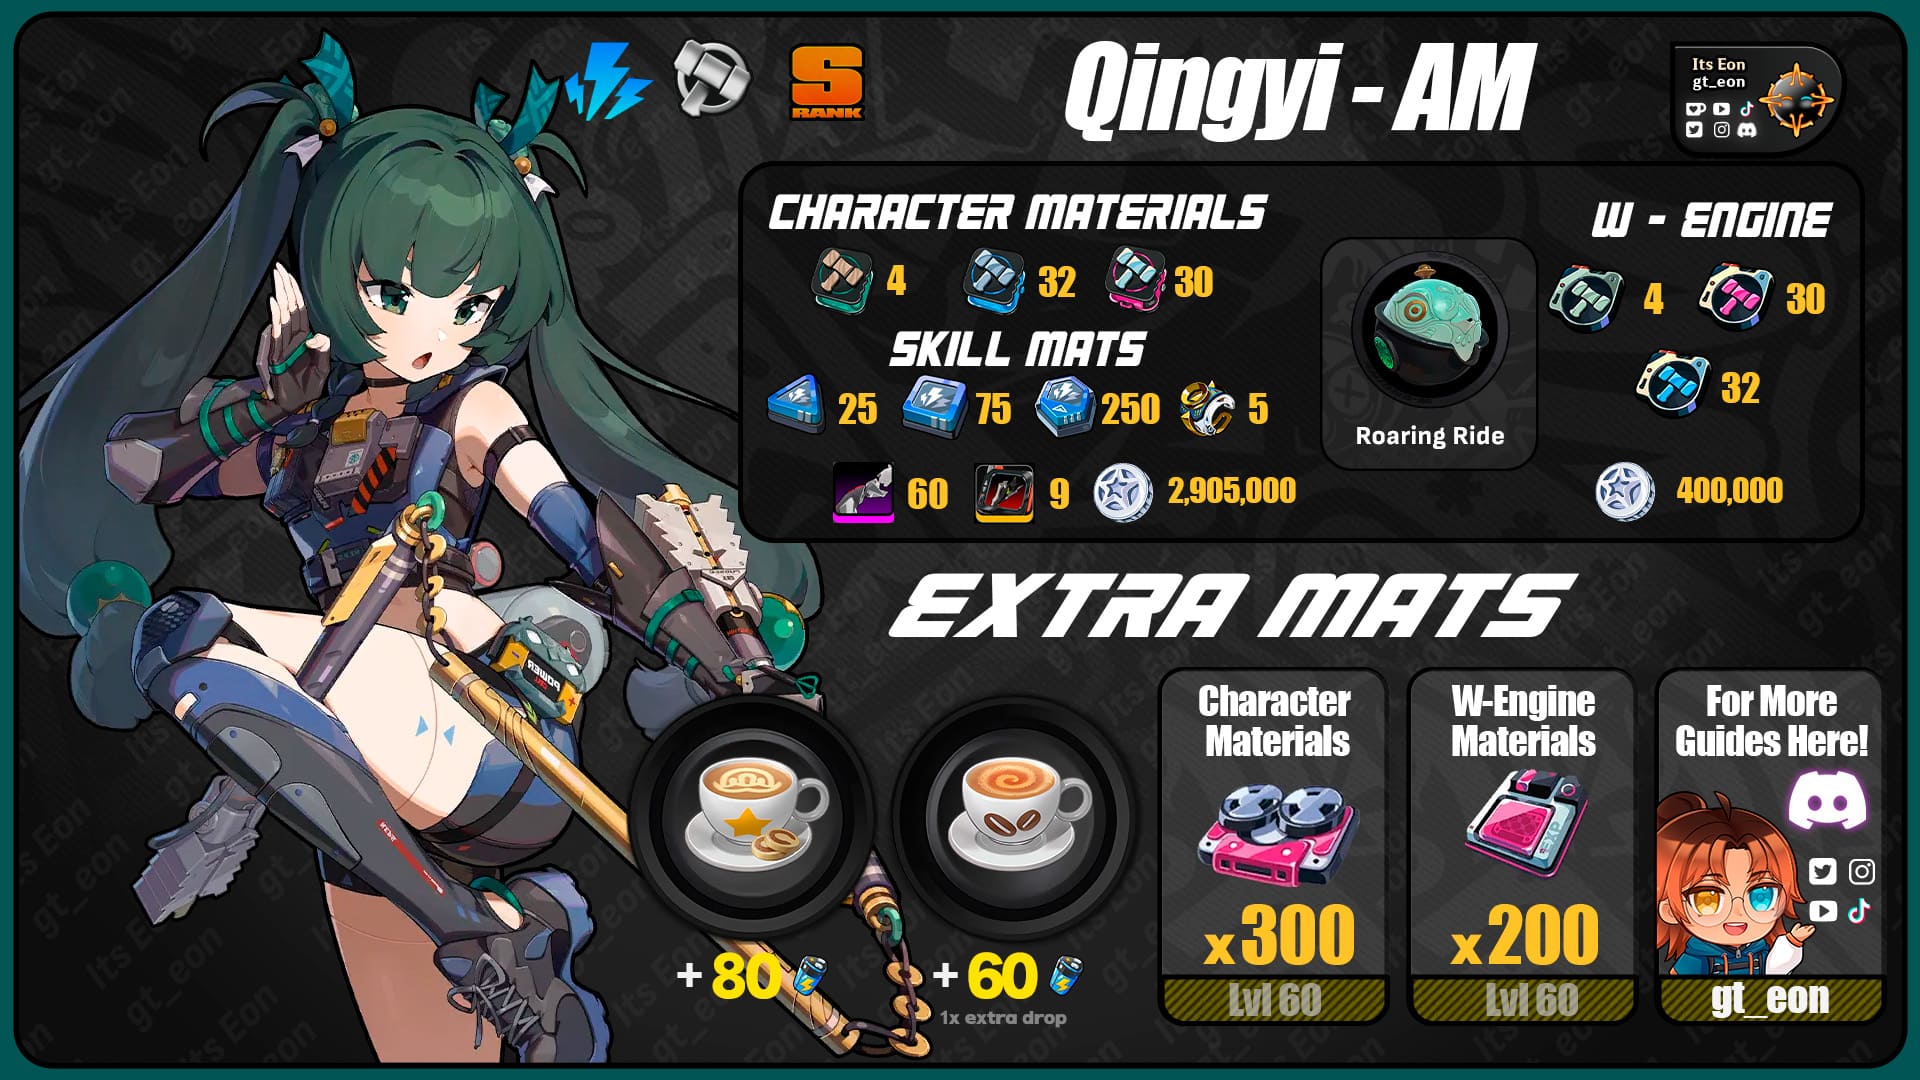 S
RANK
Qingyi - AM
Its Eon
gt_eon
CHARACTER MATERIALS
4
32
30
SKILL MATS
25
75
250
5
60
9
2,905,000
Roaring Ride
W - ENGINE
4
30
32
400,000
EXTRA MATS
POWER
+ 80
+ 60
1x extra drop
Character
Materials
x300
Lvl 60
W-Engine
Materials
EXP
x200
Lvl 60
For More
Guides Here!
gt_eon